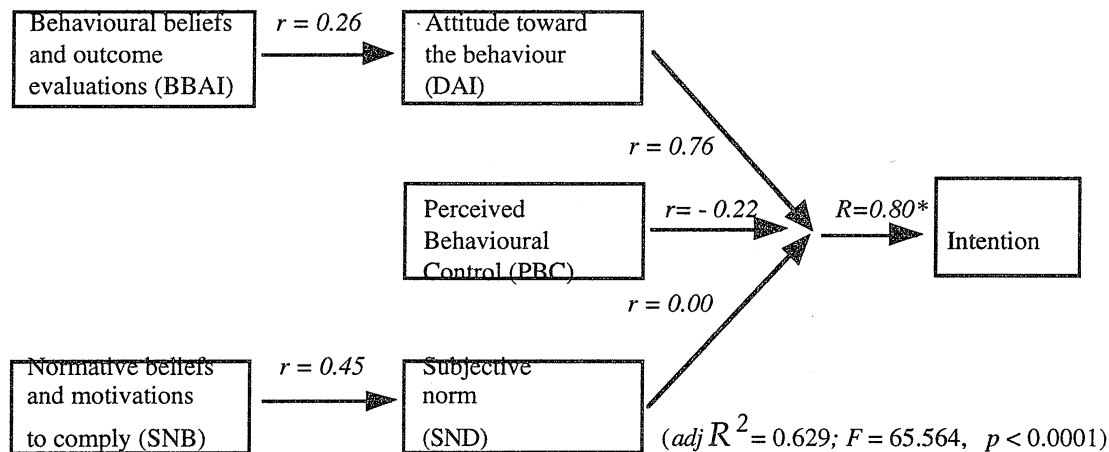 Behavioural beliefs
and outcome
evaluations (BBAI)
r = 0.26
Attitude toward
the behaviour
(DAI)
r = 0.76
Perceived
Behavioural
Control (PBC)
r= - 0.22
R=0.80*
Intention
r = 0.00
Normative beliefs
and motivations
to comply (SNB)
r = 0.45
Subjective
norm
(SND)
(adj R² = 0.629; F = 65.564, p < 0.0001)